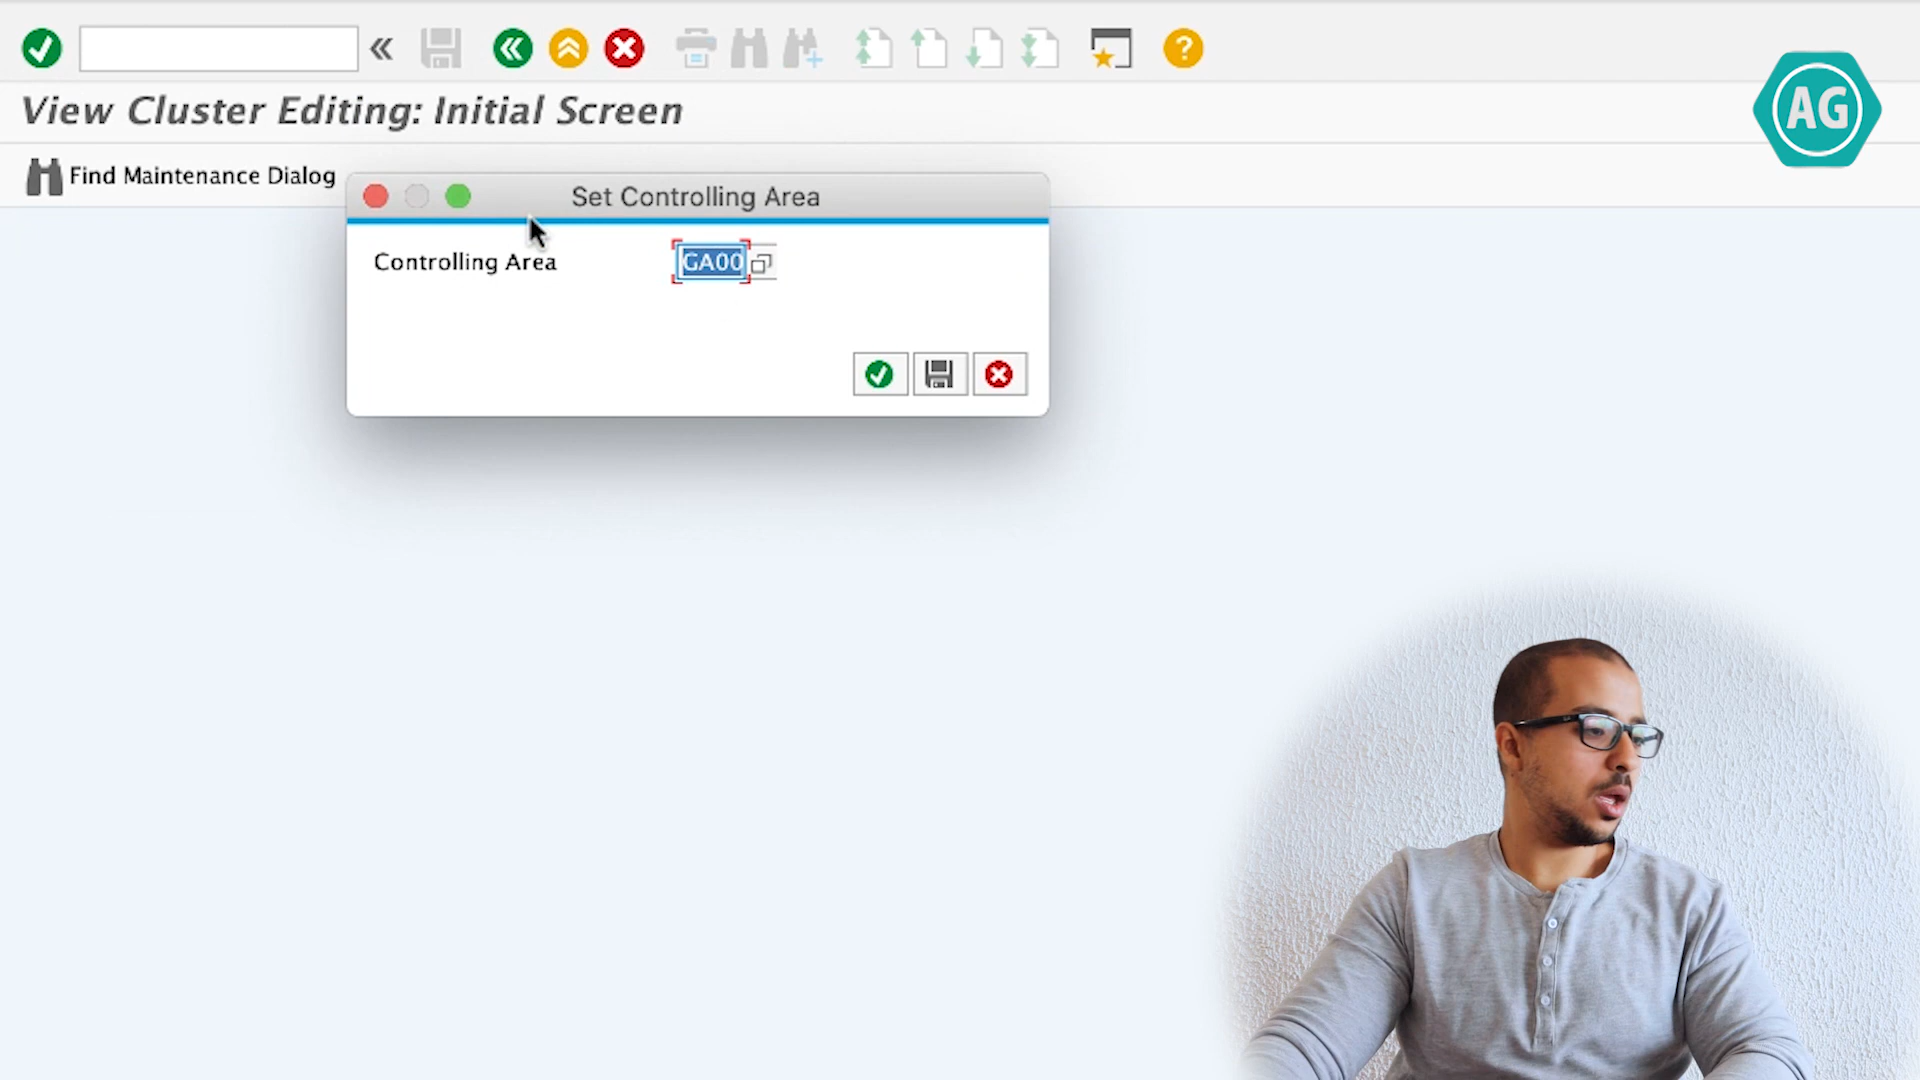 View Cluster Editing: Initial Screen
AG
Find Maintenance Dialog
Set Controlling Area
Controlling Area GA00